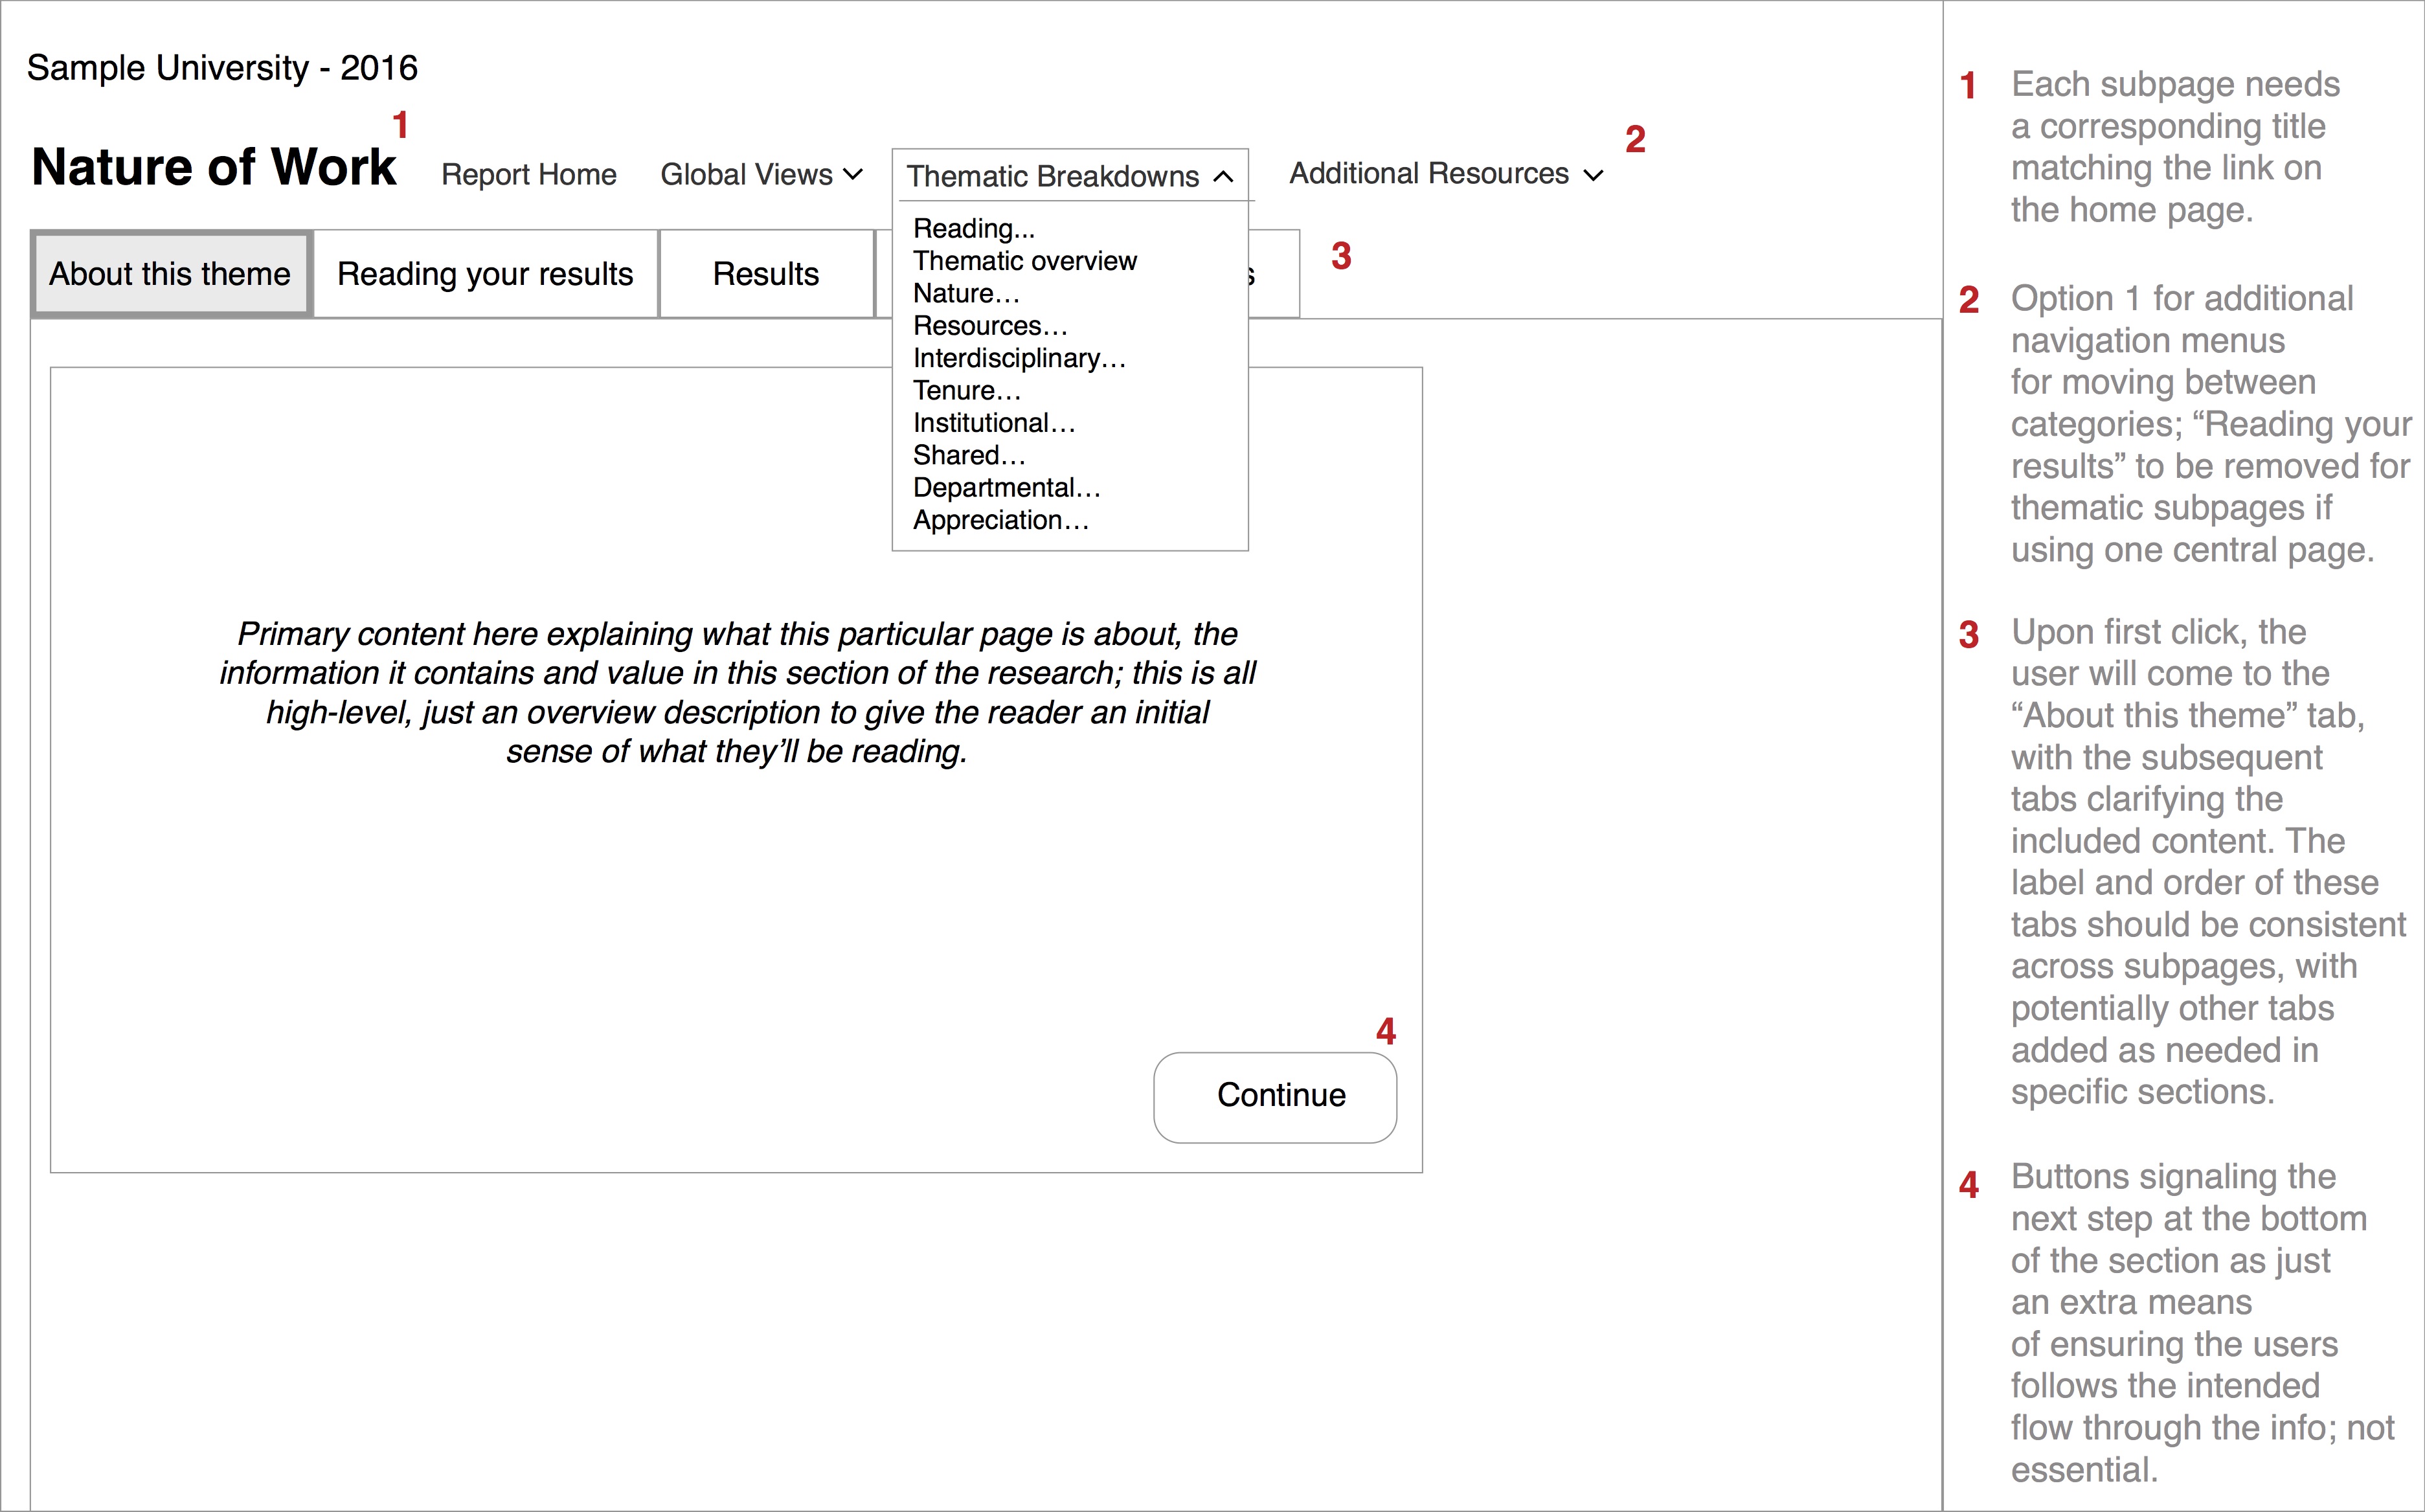 Sample University - 2016
Nature of Work
1
Report Home
Global Views
Thematic Breakdowns
Additional Resources
2
About this theme
Reading your results
Results
3
Reading...
Thematic overview
Nature…
Resources…
Interdisciplinary…
Tenure…
Institutional…
Shared…
Departmental…
Appreciation…
Primary content here explaining what this particular page is about, the
information it contains and value in this section of the research; this is all
high-level, just an overview description to give the reader an initial
sense of what they’ll be reading.
4
Continue
1 Each subpage needs
a corresponding title
matching the link on
the home page.
2 Option 1 for additional
navigation menus
for moving between
categories; “Reading your
results” to be removed for
thematic subpages if
using one central page.
3 Upon first click, the
user will come to the
“About this theme” tab,
with the subsequent
tabs clarifying the
included content. The
label and order of these
tabs should be consistent
across subpages, with
potentially other tabs
added as needed in
specific sections.
4 Buttons signaling the
next step at the bottom
of the section as just
an extra means
of ensuring the users
follows the intended
flow through the info; not
essential.